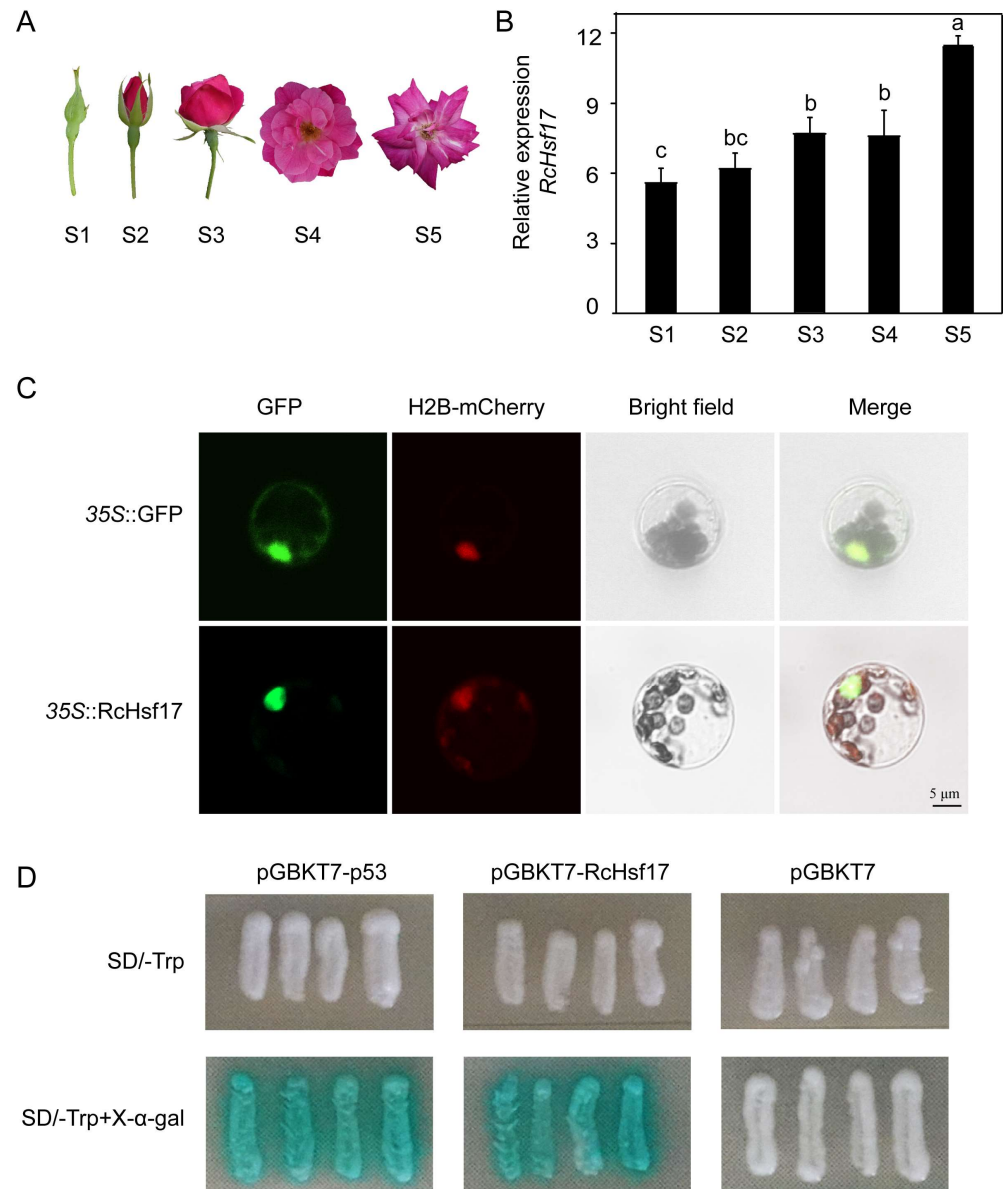 A
S1 S2 S3 S4 S5
B
Relative expression
RcHsf17
12
9
6
3
0
c
bc
b
b
a
S1 S2 S3 S4 S5
C
GFP H2B-mCherry Bright field Merge
35S::GFP
35S::RcHsf17
5 μm
D
pGBKT7-p53 pGBKT7-RcHsf17 pGBKT7
SD/-Trp
SD/-Trp+X-α-gal